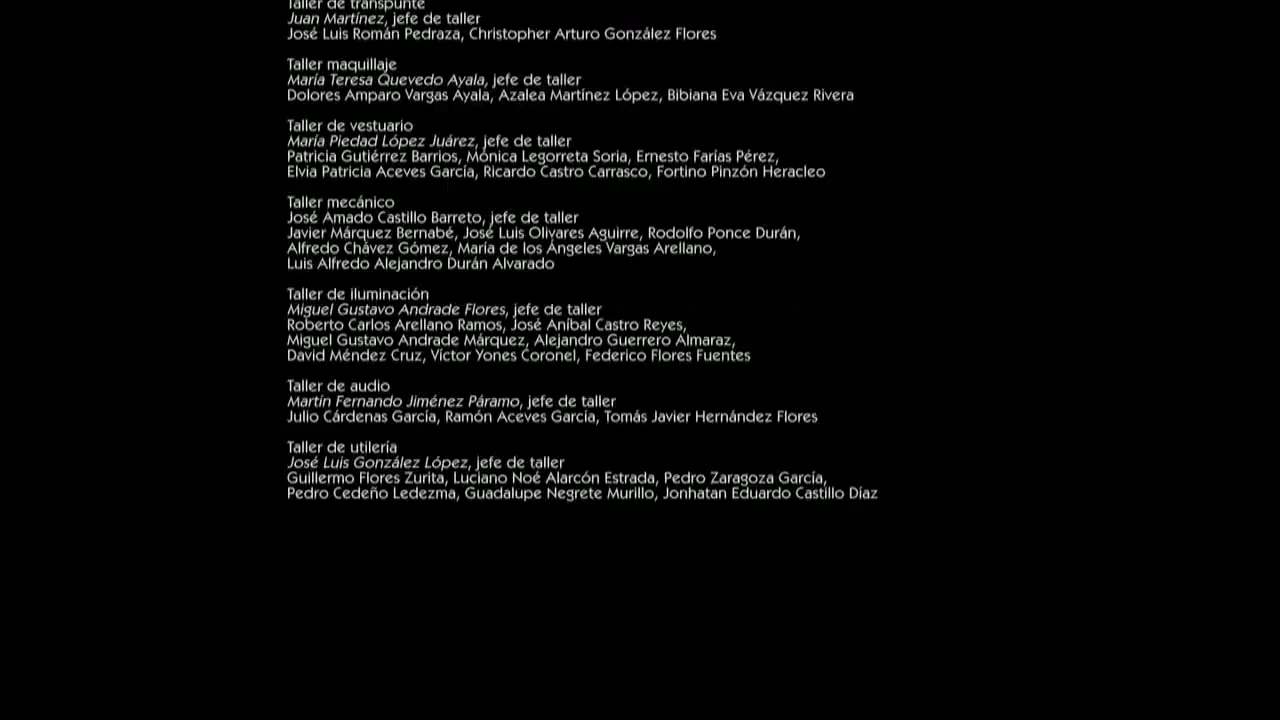 Taller de transpunte
Juan Martínez, jefe de taller
José Luis Román Pedraza, Christopher Arturo González Flores
Taller maquillaje
María Teresa Quevedo Ayala, jefe de taller
Dolores Amparo Vargas Ayala, Azalea Martínez López, Bibiana Eva Vázquez Rivera
Taller de vestuario
María Piedad López Juárez, jefe de taller
Patricia Gutiérrez Barrios, Mónica Legorreta Soria, Ernesto Farías Pérez,
Elvia Patricia Aceves García, Ricardo Castro Carrasco, Fortino Pinzón Heracleo
Taller mecánico
José Amado Castillo Barreto, jefe de taller
Javier Márquez Bernabé, José Luis Olivares Aguirre, Rodolfo Ponce Durán,
Alfredo Chávez Gómez, María de los Ángeles Vargas Arellano,
Luis Alfredo Alejandro Durán Alvarado
Taller de iluminación
Miguel Gustavo Andrade Flores, jefe de taller
Roberto Carlos Arellano Ramos, José Aníbal Castro Reyes,
Miguel Gustavo Andrade Márquez, Alejandro Guerrero Almaraz,
David Méndez Cruz, Víctor Yones Coronel, Federico Flores Fuentes
Taller de audio
Martín Fernando Jiménez Páramo, jefe de taller
Julio Cárdenas García, Ramón Aceves García, Tomás Javier Hernández Flores
Taller de utilería
José Luis González López, jefe de taller
Guillermo Flores Zurita, Luciano Noé Alarcón Estrada, Pedro Zaragoza García,
Pedro Cedeño Ledezma, Guadalupe Negrete Murillo, Jonhatan Eduardo Castillo Díaz